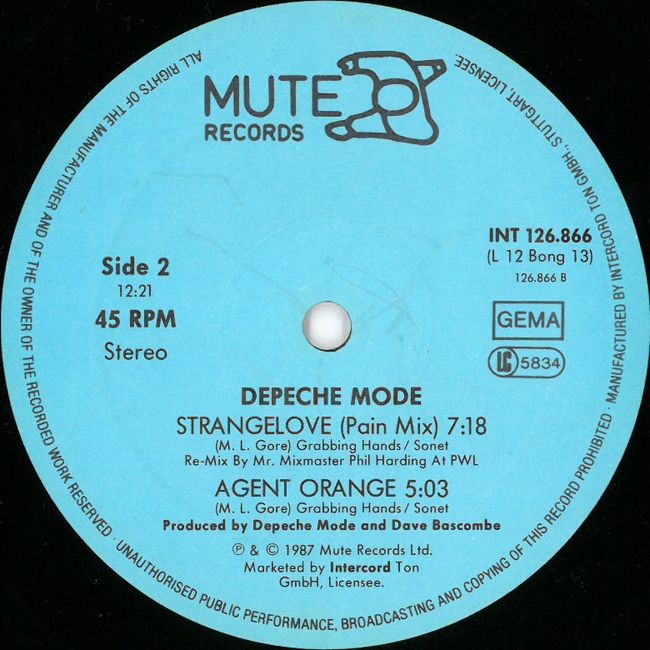 MUTE
RECORDS
Side 2
12:21
45 RPM
Stereo
INT 126.866
(L 12 Bong 13)
126.866 B
GEMA
LC 5834
DEPECHE MODE
STRANGELOVE (Pain Mix) 7:18
(M. L. Gore) Grabbing Hands / Sonet
Re-Mix By Mr. Mixmaster Phil Harding At PWL
AGENT ORANGE 5:03
(M. L. Gore) Grabbing Hands / Sonet
Produced by Depeche Mode and Dave Bascombe
℗ & © 1987 Mute Records Ltd.
Marketed by Intercord Ton
GmbH, Licensee.
ALL RIGHTS OF THE MANUFACTURER AND OF THE OWNER OF THE RECORDED WORK RESERVED · UNAUTHORISED PUBLIC PERFORMANCE, BROADCASTING AND COPYING OF THIS RECORD PROHIBITED · MANUFACTURED BY INTERCORD TON GMBH., STUTTGART, LICENSEE.